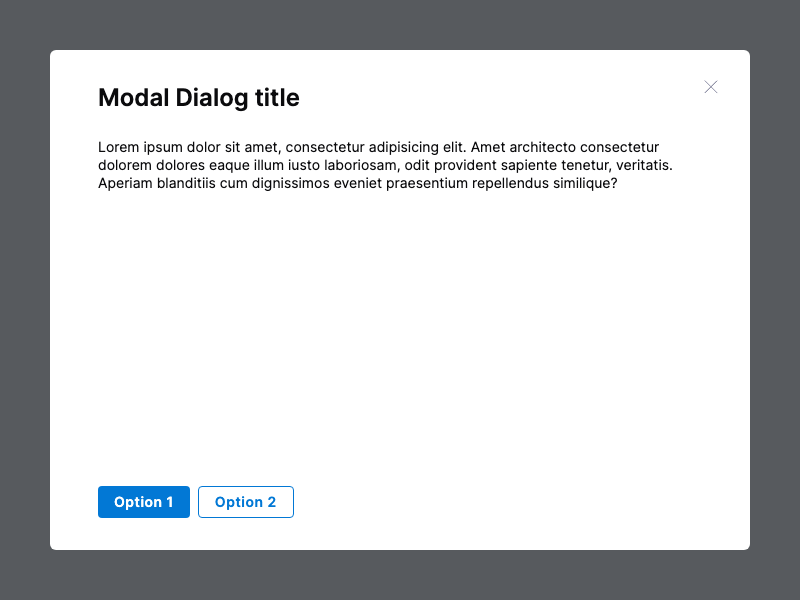 Modal Dialog title
Lorem ipsum dolor sit amet, consectetur adipisicing elit. Amet architecto consectetur
dolorem dolores eaque illum iusto laboriosam, odit provident sapiente tenetur, veritatis.
Aperiam blanditiis cum dignissimos eveniet praesentium repellendus similique?
Option 1
Option 2